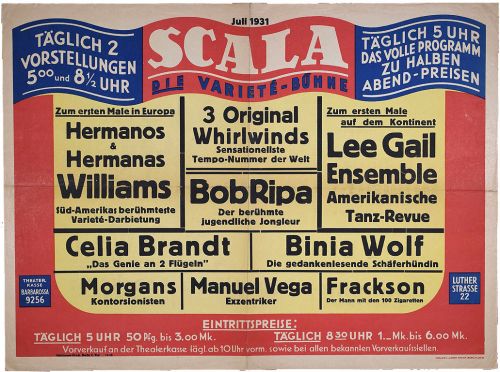 Juli 1931
SCALA
DIE VARIETÉ-BÜHNE
TÄGLICH 2
VORSTELLUNGEN
5⁰⁰ und 8½ UHR
TÄGLICH 5 UHR
DAS VOLLE PROGRAMM
ZU HALBEN
ABEND-PREISEN
Zum ersten Male in Europa
Hermanos
&
Hermanas
Williams
Süd-Amerikas berühmteste
Varieté-Darbietung
3 Original
Whirlwinds
Sensationellste
Tempo-Nummer der Welt
BobRipa
Der berühmte
jugendliche Jongleur
Zum ersten Male
auf dem Kontinent
Lee Gail
Ensemble
Amerikanische
Tanz-Revue
Celia Brandt
„Das Genie an 2 Flügeln"
Binia Wolf
Die gedankenlesende Schäferhündin
THEATER-
KASSE
BARBAROSSA
9256
Morgans
Kontorsionisten
Manuel Vega
Exzentriker
Frackson
Der Mann mit den 100 Zigaretten
LUTHER
STRASSE
22
EINTRITTSPREISE:
TÄGLICH 5 UHR 50 Pfg. bis 3.00 Mk.
TÄGLICH 8 30 UHR 1.– Mk. bis 6.00 Mk.
Vorverkauf an der Theaterkasse tägl. ab 10 Uhr vorm. sowie bei allen bekannten Vorverkaufsstellen.